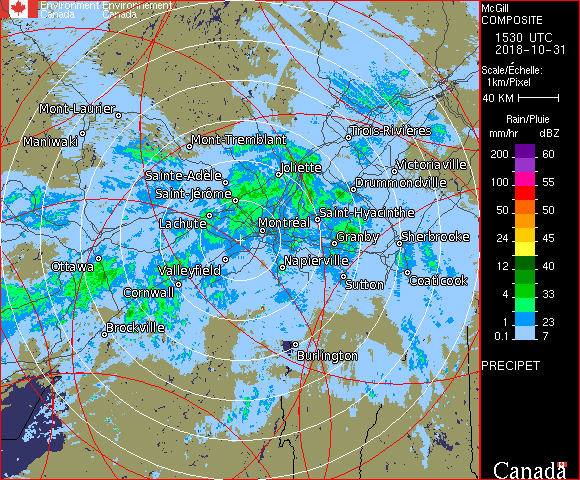 Environment Environnement
Canada Canada
McGill
COMPOSITE
1530 UTC
2018-10-31
Scale/Échelle:
1km/Pixel
40 KM
Rain/Pluie
mm/hr dBZ
200 60
100 55
50 50
24 45
12 40
4 33
1 23
0.1 7
PRECIPET
Canada
Mont-Laurier
Maniwaki
Mont-Tremblant
Trois-Rivières
Sainte-Adèle
Joliette
Victoriaville
Saint-Jérôme
Drummondville
Lachute
Saint-Hyacinthe
Montréal
Granby
Sherbrooke
Ottawa
Valleyfield
Napierville
Coaticook
Cornwall
Sutton
Brockville
Burlington